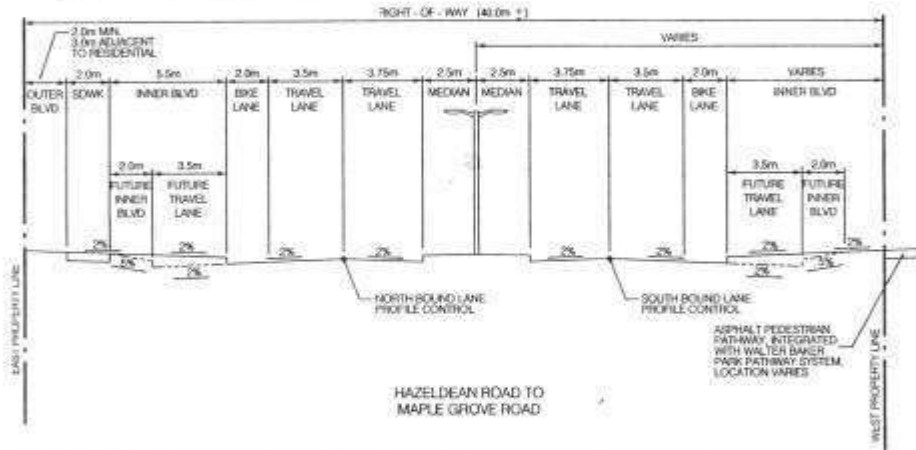 RIGHT - OF - WAY (40.0m ±)
2.0m MIN.
3.0m ADJACENT
TO RESIDENTIAL
VARIES
2.0m 5.5m 2.0m 3.5m 3.75m 2.5m 2.5m 3.75m 3.5m 2.0m VARIES
OUTER BLVD
SDWK
INNER BLVD
BIKE LANE
TRAVEL LANE
TRAVEL LANE
MEDIAN
MEDIAN
TRAVEL LANE
TRAVEL LANE
BIKE LANE
INNER BLVD
2.0m 3.5m
FUTURE INNER BLVD
FUTURE TRAVEL LANE
3.5m 2.0m
FUTURE TRAVEL LANE
FUTURE INNER BLVD
2% 2% 2% 2% 2% 2% 2% 2%
2% 2%
NORTH BOUND LANE
PROFILE CONTROL
SOUTH BOUND LANE
PROFILE CONTROL
ASPHALT PEDESTRIAN
PATHWAY, INTEGRATED
WITH WALTER BAKER
PARK PATHWAY SYSTEM,
LOCATION VARIES
EAST PROPERTY LINE
WEST PROPERTY LINE
HAZELDEAN ROAD TO
MAPLE GROVE ROAD